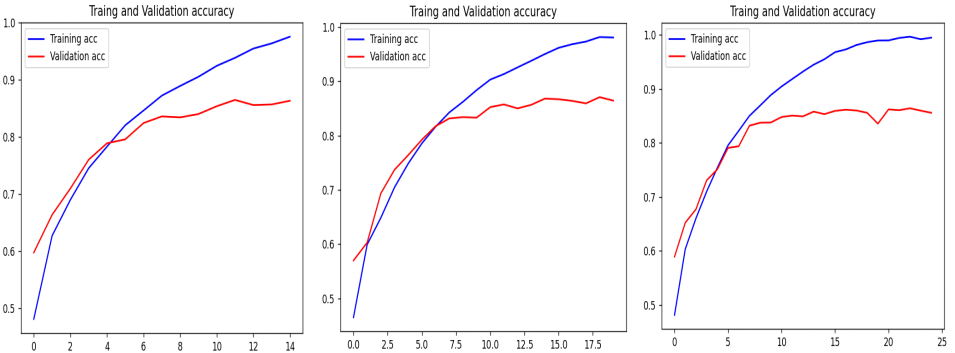 Traing and Validation accuracy
1.0
0.9
0.8
0.7
0.6
0.5
Training acc
Validation acc
0 2 4 6 8 10 12 14
Traing and Validation accuracy
1.0
0.9
0.8
0.7
0.6
0.5
Training acc
Validation acc
0.0 2.5 5.0 7.5 10.0 12.5 15.0 17.5
Traing and Validation accuracy
1.0
0.9
0.8
0.7
0.6
0.5
Training acc
Validation acc
0 5 10 15 20 25